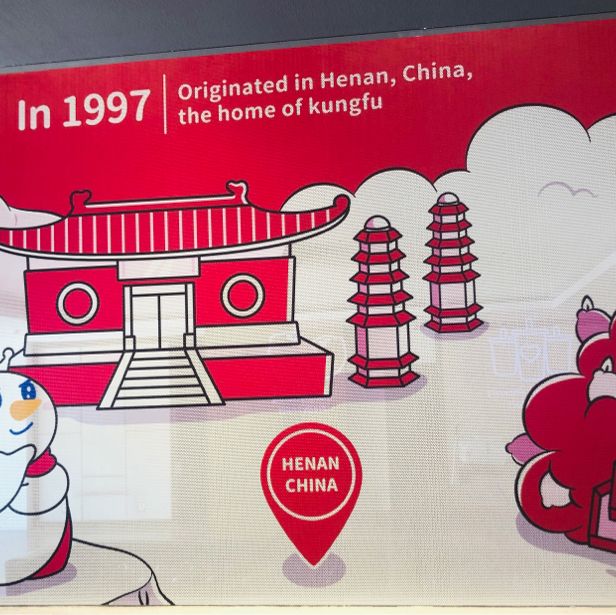 In 1997
Originated in Henan, China,
the home of kungfu
HENAN
CHINA